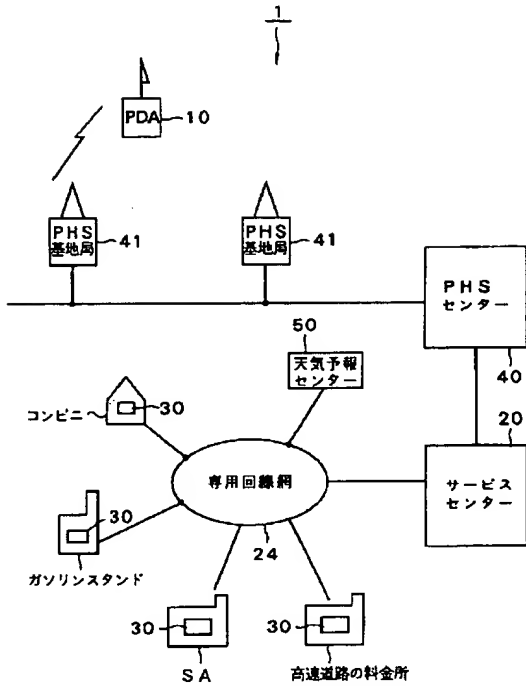 1
PDA
10
PHS
基地局
41
PHS
基地局
41
PHS
センター
40
50
天気予報
センター
コンビニ
30
20
専用回線網
サービス
センター
30
24
ガソリンスタンド
30
SA
30
高速道路の料金所